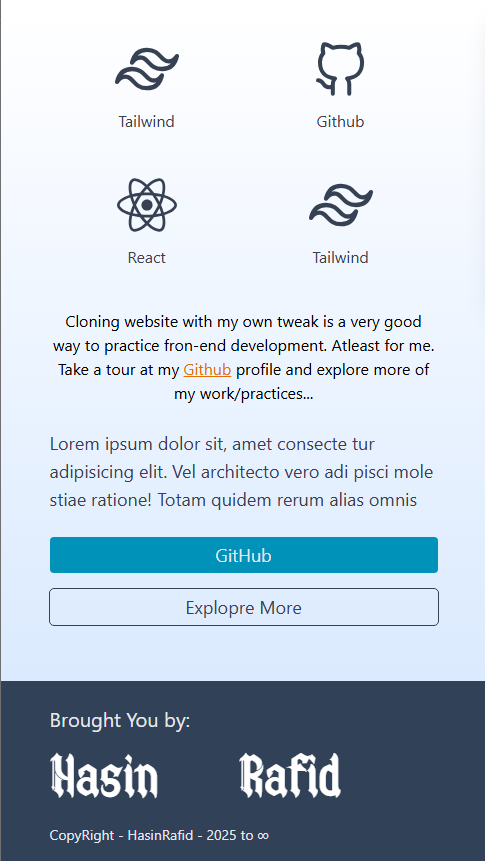 Tailwind
Github
React
Tailwind
Cloning website with my own tweak is a very good
way to practice fron-end development. Atleast for me.
Take a tour at my Github profile and explore more of
my work/practices...
Lorem ipsum dolor sit, amet consecte tur
adipisicing elit. Vel architecto vero adi pisci mole
stiae ratione! Totam quidem rerum alias omnis
GitHub
Explopre More
Brought You by:
Hasin Rafid
CopyRight - HasinRafid - 2025 to ∞